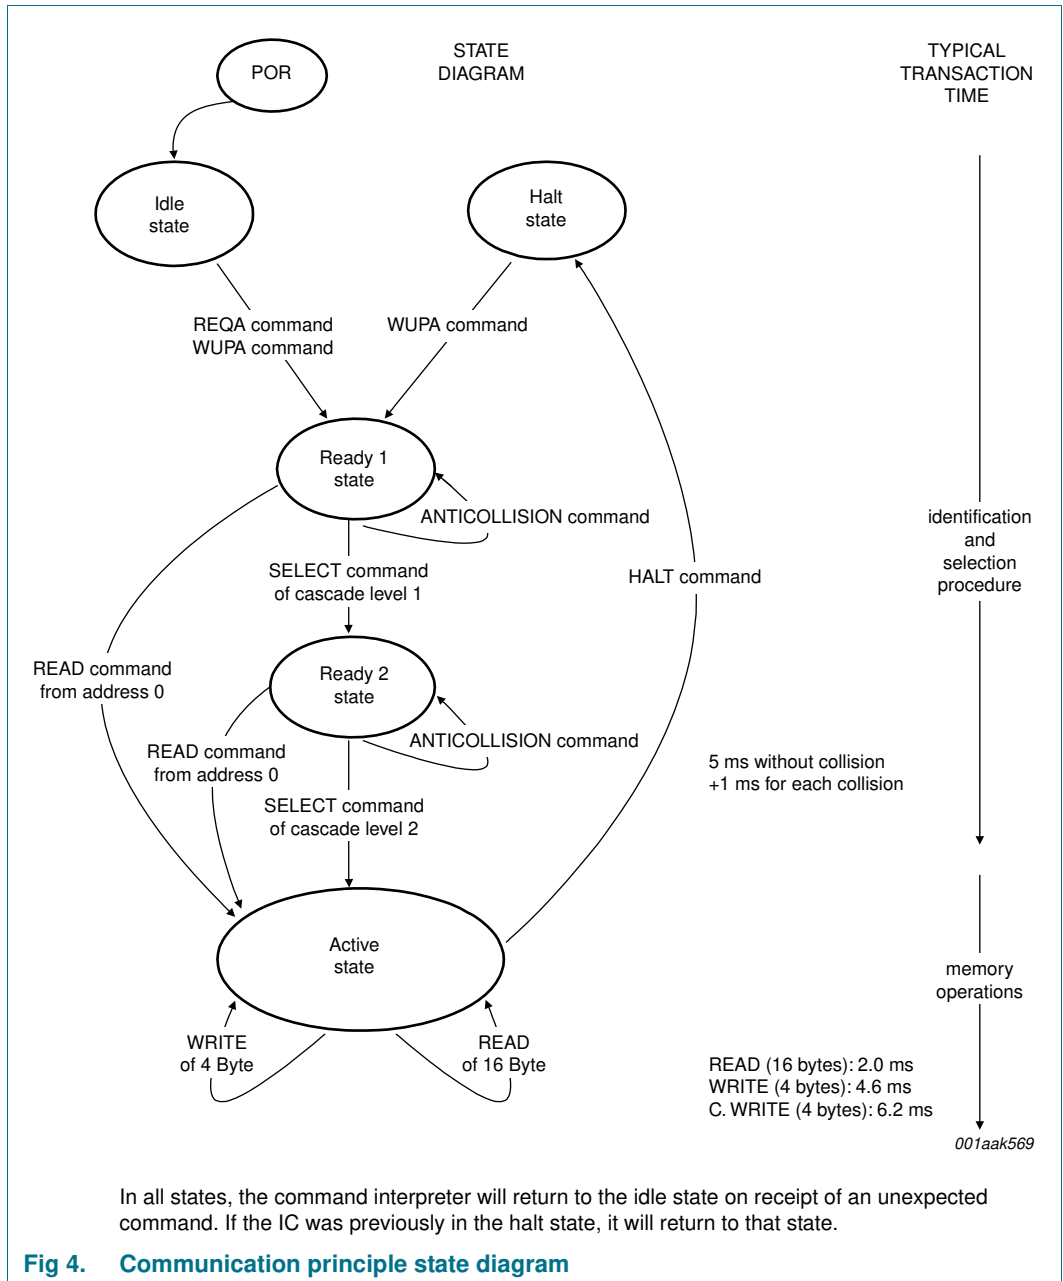 POR
STATE
DIAGRAM
TYPICAL
TRANSACTION
TIME
Idle
state
Halt
state
REQA command
WUPA command
WUPA command
Ready 1
state
ANTICOLLISION command
identification
and
selection
procedure
SELECT command
of cascade level 1
HALT command
READ command
from address 0
Ready 2
state
ANTICOLLISION command
READ command
from address 0
5 ms without collision
+1 ms for each collision
SELECT command
of cascade level 2
Active
state
memory
operations
WRITE
of 4 Byte
READ
of 16 Byte
READ (16 bytes): 2.0 ms
WRITE (4 bytes): 4.6 ms
C. WRITE (4 bytes): 6.2 ms
001aak569
In all states, the command interpreter will return to the idle state on receipt of an unexpected
command. If the IC was previously in the halt state, it will return to that state.
Fig 4. Communication principle state diagram